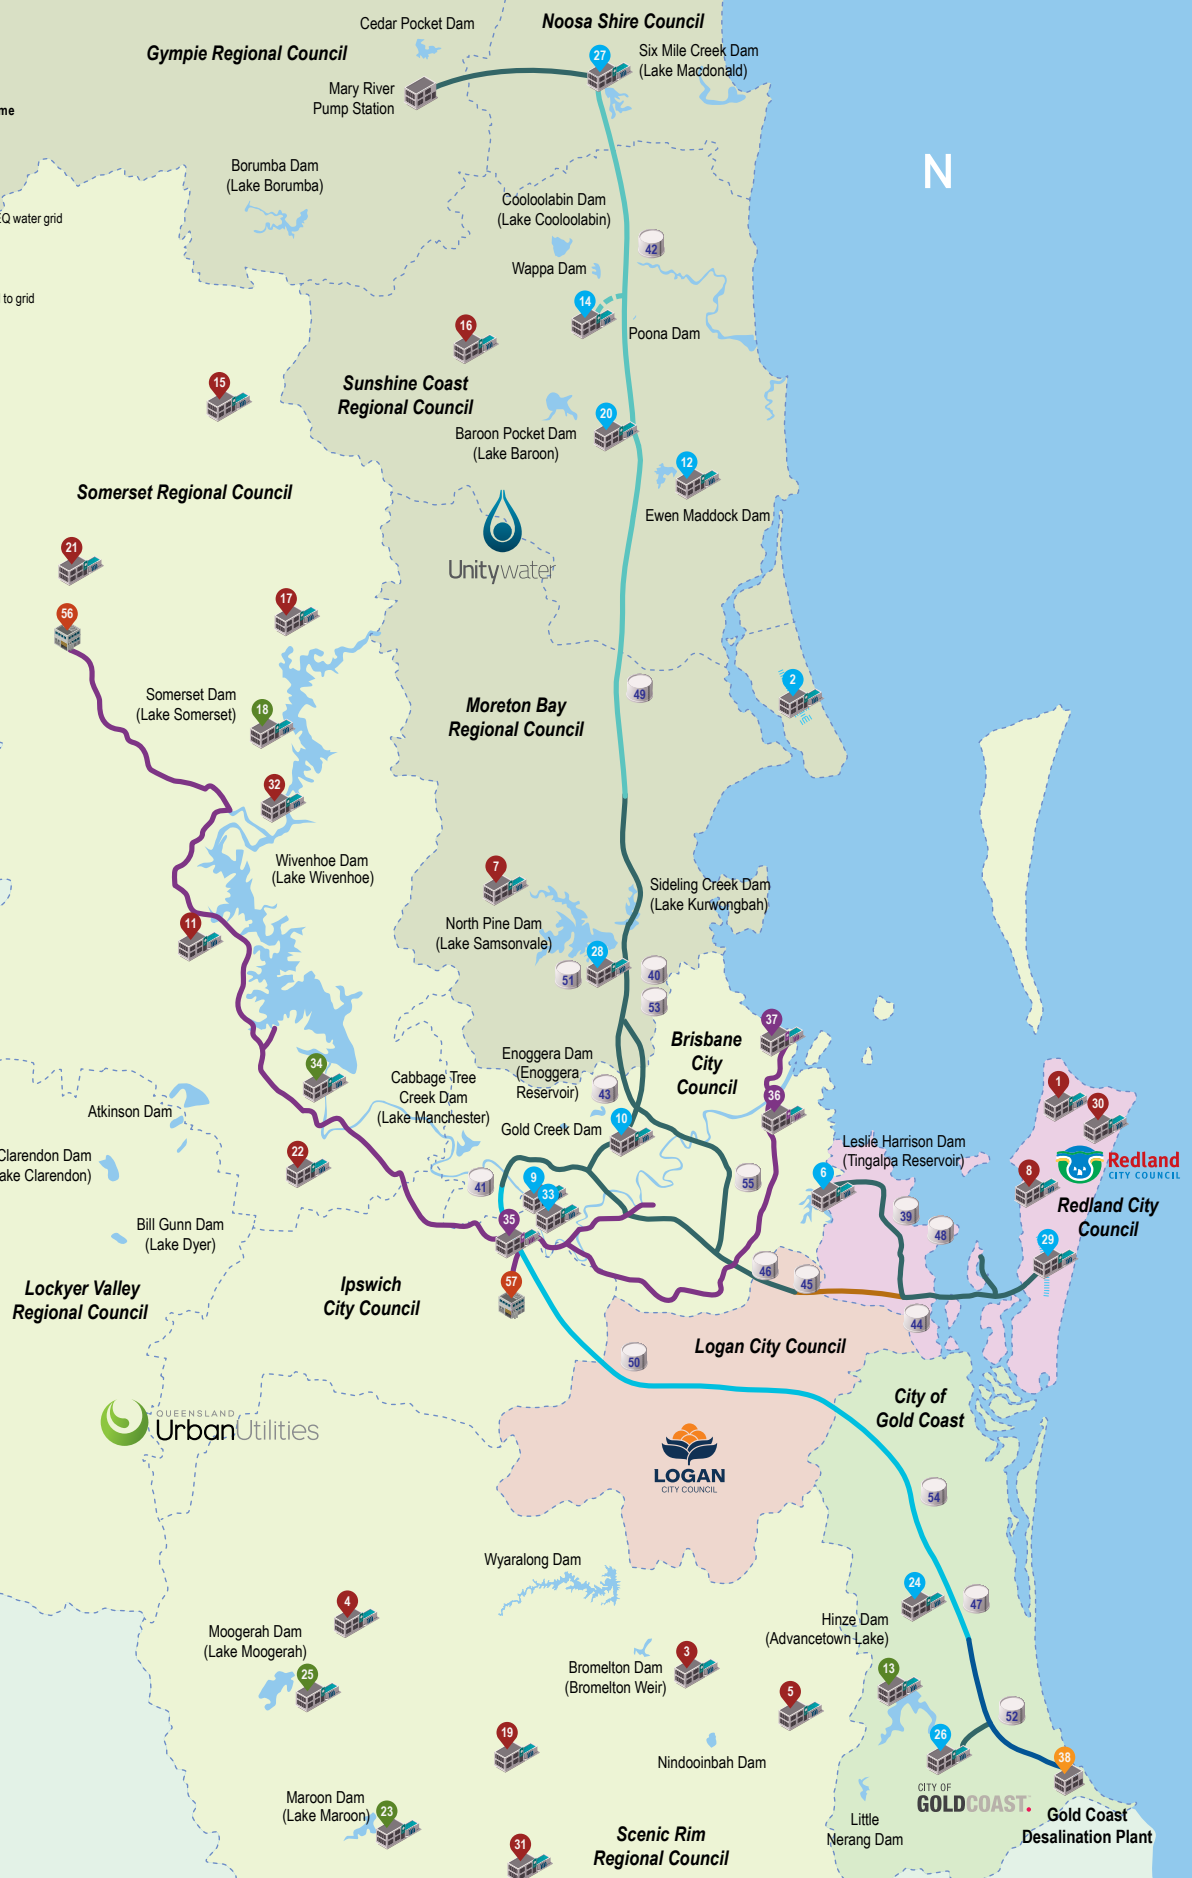 Cedar Pocket Dam
Noosa Shire Council
Gympie Regional Council
27
Six Mile Creek Dam
(Lake Macdonald)
Mary River
Pump Station
me
N
Borumba Dam
(Lake Borumba)
Cooloolabin Dam
(Lake Cooloolabin)
Q water grid
42
Wappa Dam
to grid
14
Poona Dam
16
15
Sunshine Coast
Regional Council
20
Baroon Pocket Dam
(Lake Baroon)
12
Somerset Regional Council
Ewen Maddock Dam
21
Unitywater
56
17
Somerset Dam
(Lake Somerset)
18
49
2
Moreton Bay
Regional Council
32
Wivenhoe Dam
(Lake Wivenhoe)
7
Sideling Creek Dam
(Lake Kurwongbah)
11
North Pine Dam
(Lake Samsonvale)
28
51
40
53
37
Brisbane
City
Council
Enoggera Dam
(Enoggera
Reservoir)
34
Cabbage Tree
Creek Dam
(Lake Manchester)
43
36
1
30
Atkinson Dam
Gold Creek Dam
10
Leslie Harrison Dam
(Tingalpa Reservoir)
Clarendon Dam
ake Clarendon)
22
41
9
33
55
6
8
Redland
CITY COUNCIL
Redland City
Council
39
48
Bill Gunn Dam
(Lake Dyer)
35
29
Lockyer Valley
Regional Council
Ipswich
City Council
57
46
45
44
Logan City Council
50
City of
Gold Coast
QUEENSLAND
UrbanUtilities
LOGAN
CITY COUNCIL
54
Wyaralong Dam
24
47
4
Hinze Dam
(Advancetown Lake)
Moogerah Dam
(Lake Moogerah)
25
Bromelton Dam
(Bromelton Weir)
3
13
5
52
19
26
38
Nindooinbah Dam
CITY OF
GOLDCOAST.
Maroon Dam
(Lake Maroon)
23
Little
Nerang Dam
Gold Coast
Desalination Plant
31
Scenic Rim
Regional Council